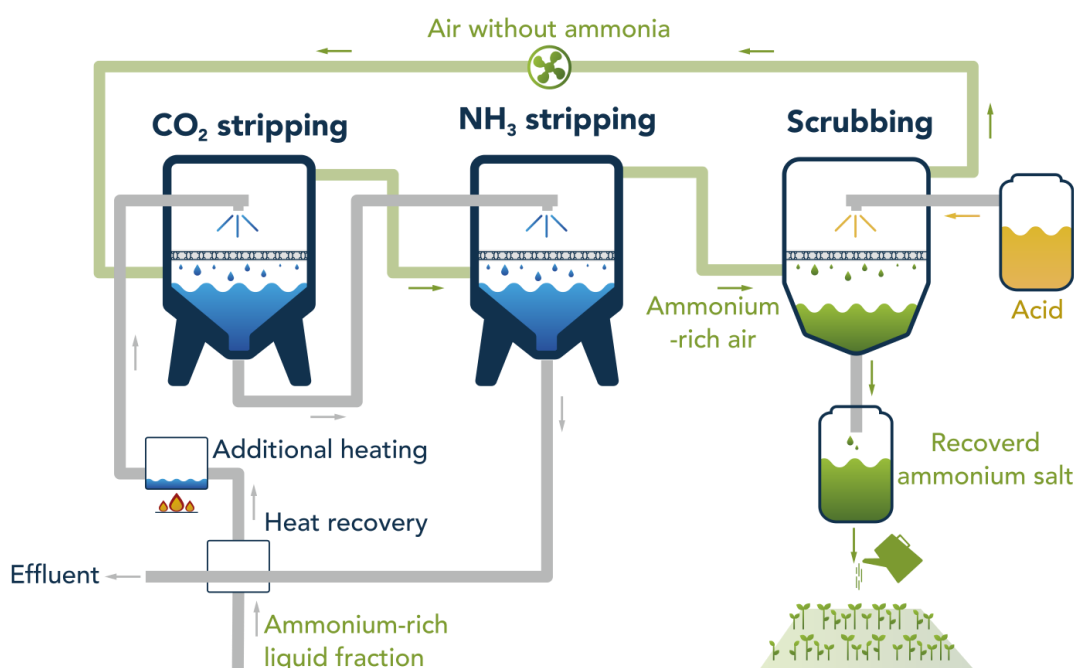 Air without ammonia
CO₂ stripping
NH₃ stripping
Scrubbing
Ammonium
-rich air
Acid
Additional heating
Recoverd
ammonium salt
Heat recovery
Effluent
Ammonium-rich
liquid fraction